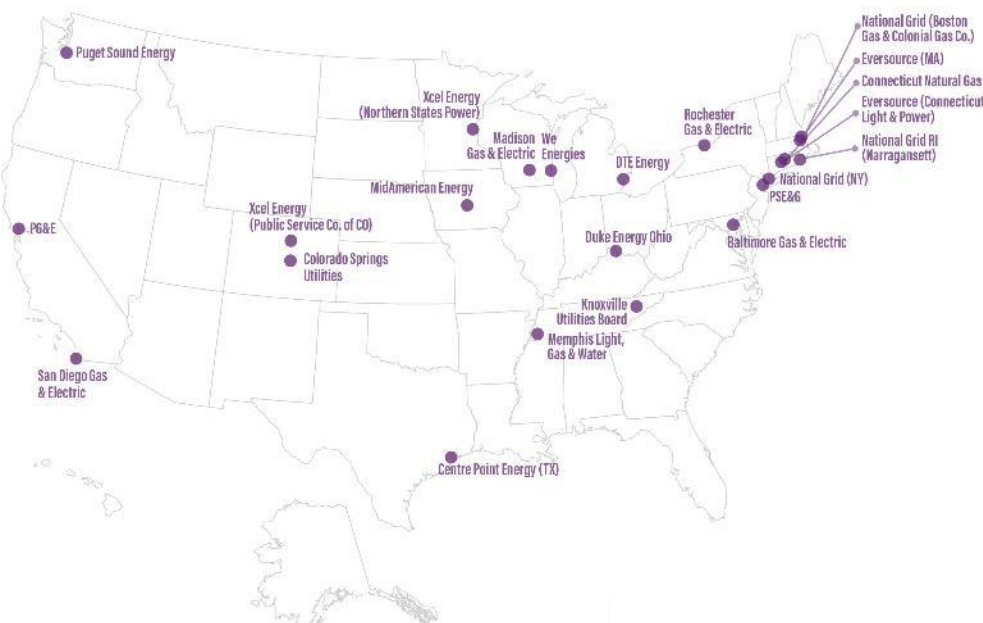 National Grid (Boston
Gas & Colonial Gas Co.)
Eversource (MA)
Connecticut Natural Gas
Eversource (Connecticut
Light & Power)
National Grid RI
(Narragansett)
Puget Sound Energy
Xcel Energy
(Northern States Power)
Madison
Gas & Electric
We
Energies
Rochester
Gas & Electric
DTE Energy
National Grid (NY)
PSE&G
MidAmerican Energy
Xcel Energy
(Public Service Co. of CO)
PG&E
Colorado Springs
Utilities
Duke Energy Ohio
Baltimore Gas & Electric
Knoxville
Utilities Board
Memphis Light,
Gas & Water
San Diego Gas
& Electric
Centre Point Energy (TX)